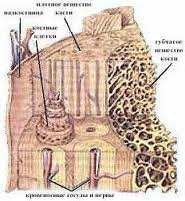 плотное вещество
кости
надкостница
костные
клетки
губчатое
вещество
кости
кровеносные сосуды и нервы